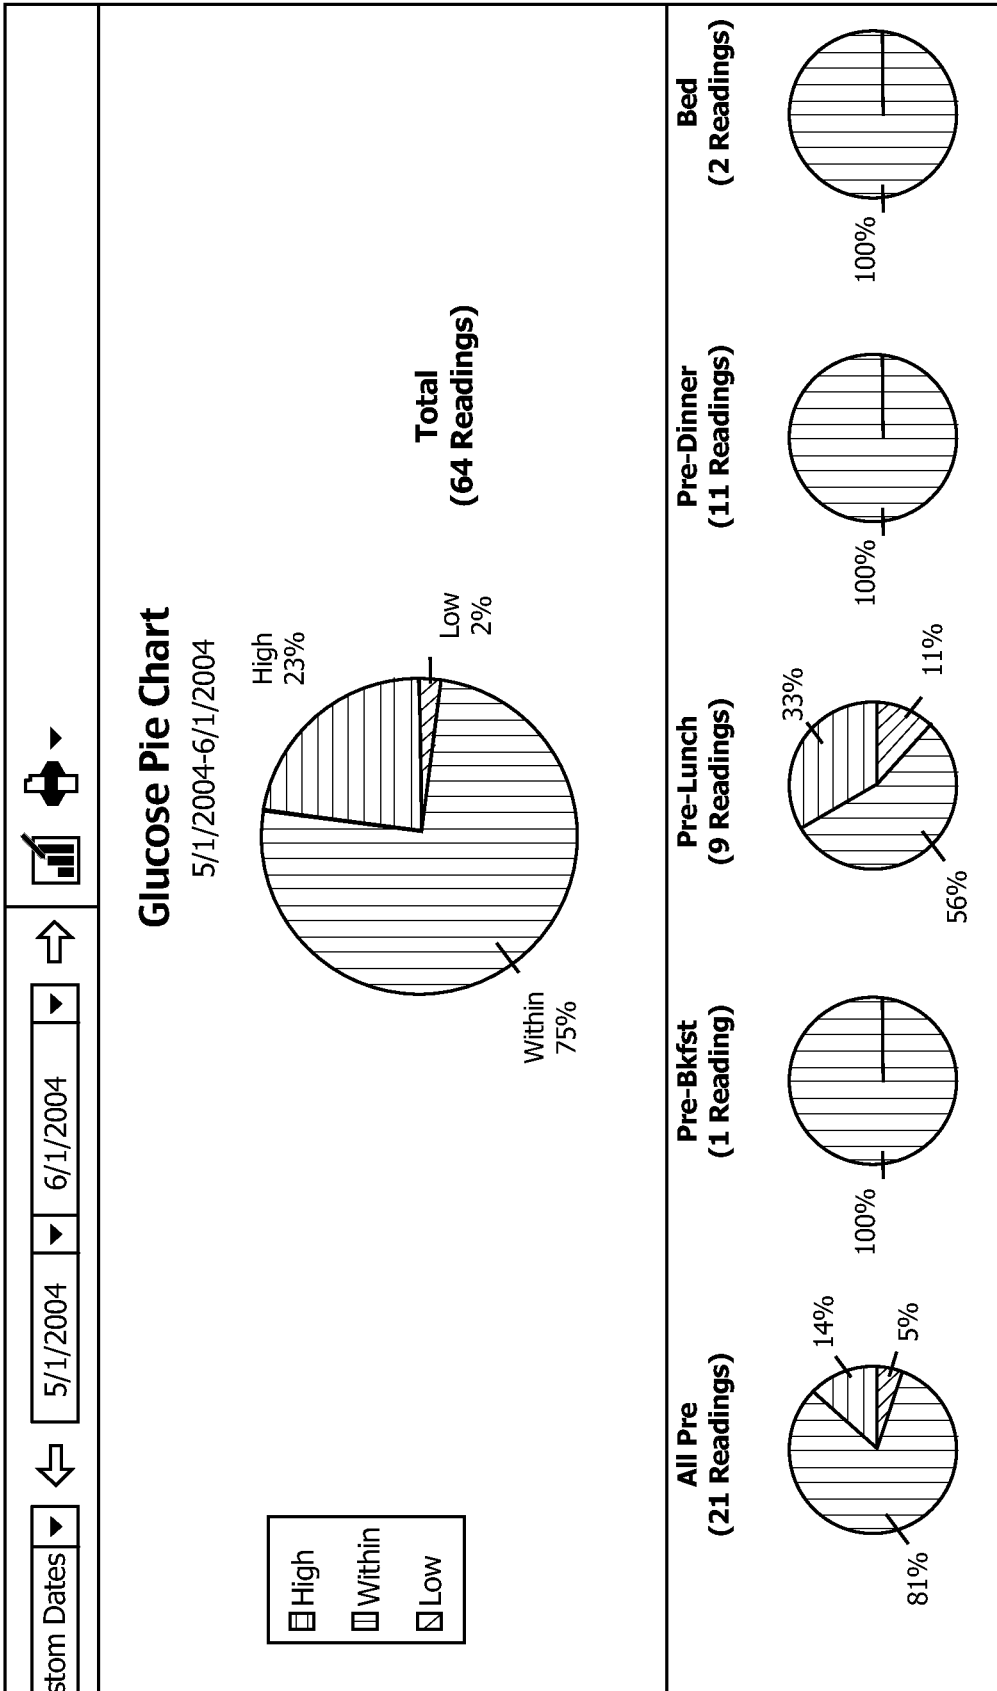 stom Dates
5/1/2004
6/1/2004
Glucose Pie Chart
5/1/2004-6/1/2004
High
Within
Low
High
23%
Low
2%
Within
75%
Total
(64 Readings)
All Pre
(21 Readings)
14%
5%
81%
Pre-Bkfst
(1 Reading)
100%
Pre-Lunch
(9 Readings)
33%
11%
56%
Pre-Dinner
(11 Readings)
100%
Bed
(2 Readings)
100%